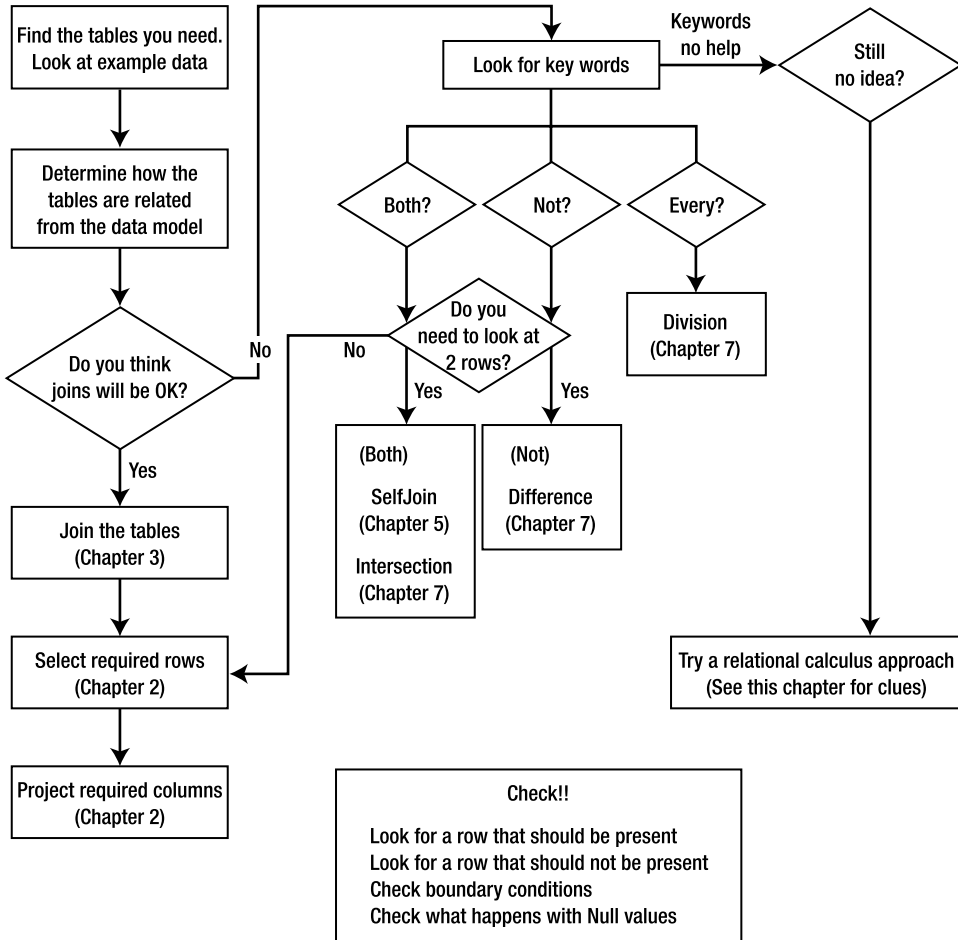 Find the tables you need.
Look at example data
Determine how the
tables are related
from the data model
Do you think
joins will be OK?
No
Yes
Join the tables
(Chapter 3)
Select required rows
(Chapter 2)
Project required columns
(Chapter 2)
Look for key words
Keywords
no help
Still
no idea?
Both?
Not?
Every?
Do you
need to look at
2 rows?
No
Yes
Yes
Division
(Chapter 7)
(Both)
SelfJoin
(Chapter 5)
Intersection
(Chapter 7)
(Not)
Difference
(Chapter 7)
Try a relational calculus approach
(See this chapter for clues)
Check!!
Look for a row that should be present
Look for a row that should not be present
Check boundary conditions
Check what happens with Null values